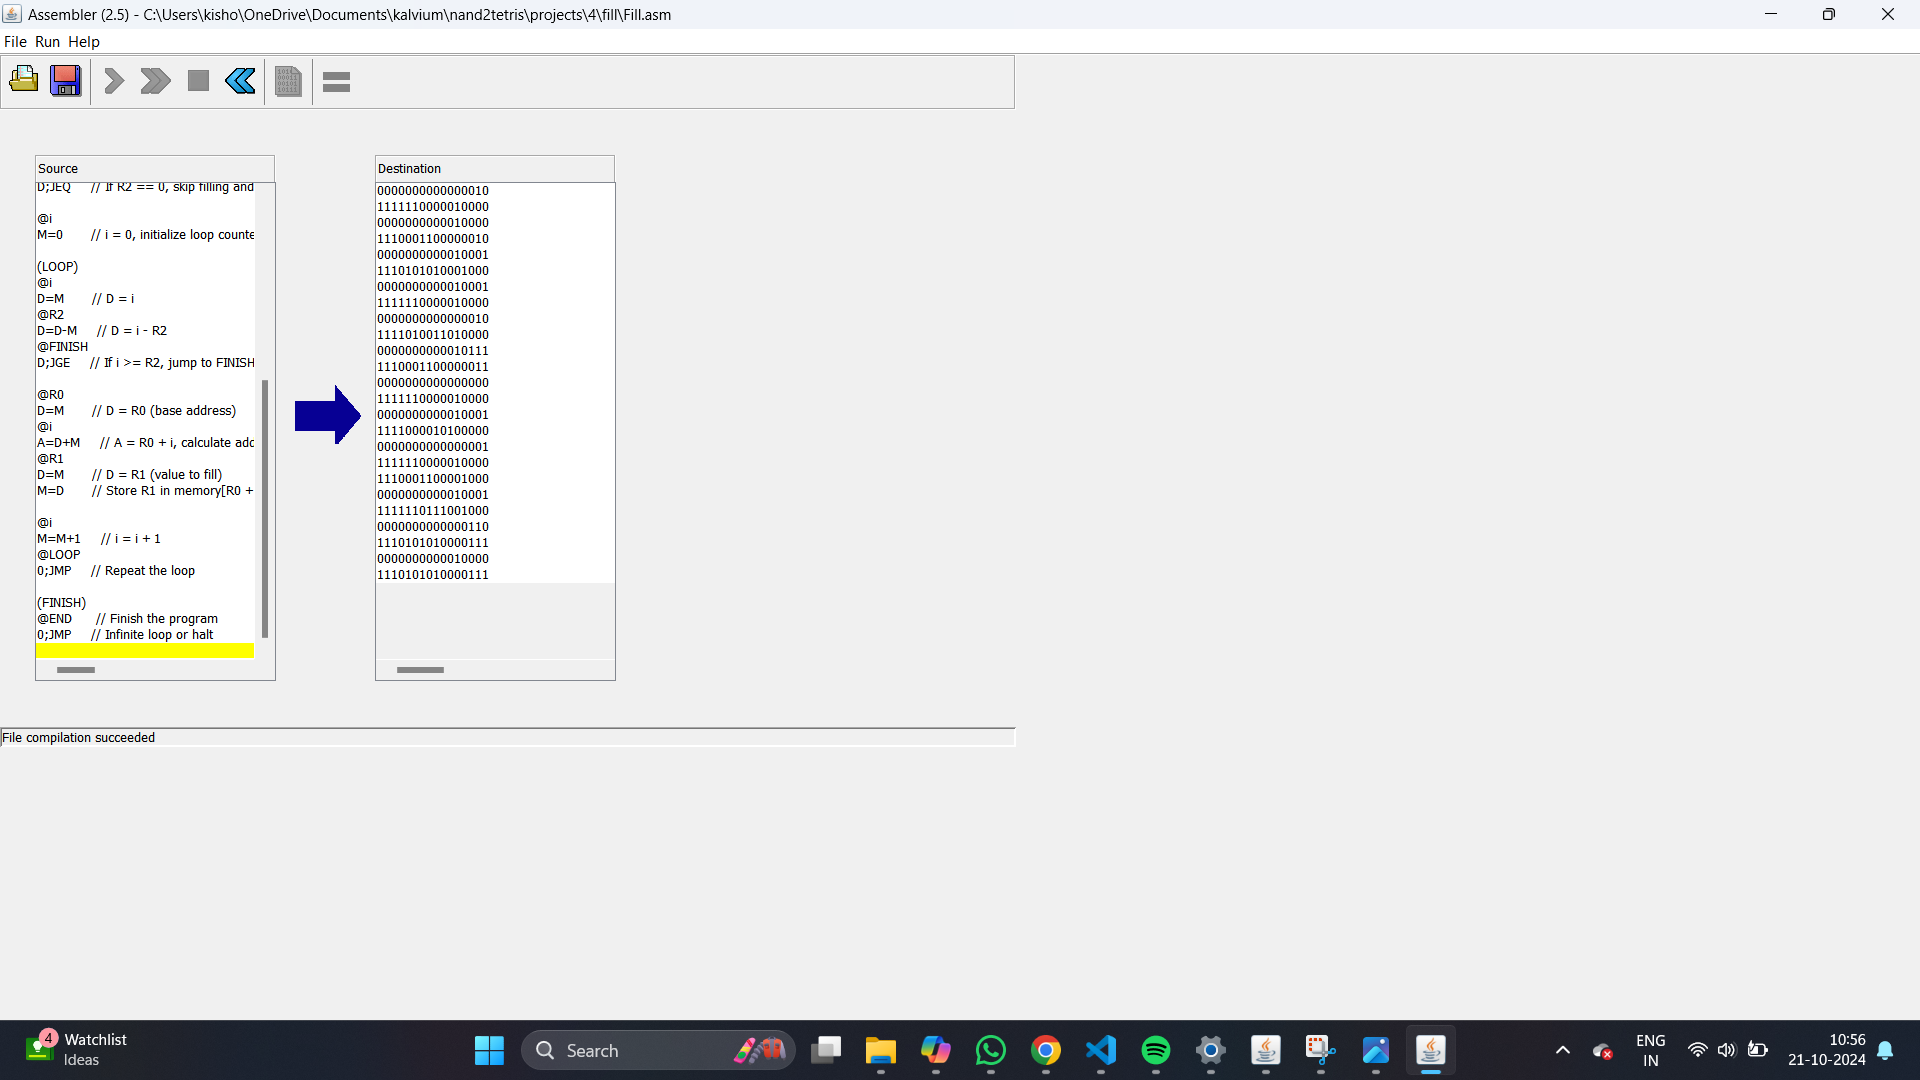 Assembler (2.5) - C:\Users\kisho\OneDrive\Documents\kalvium\nand2tetris\projects\4\fill\Fill.asm
File Run Help
Source
D;JEQ // If R2 == 0, skip filling and
@i
M=0 // i = 0, initialize loop counte
(LOOP)
@i
D=M // D = i
@R2
D=D-M // D = i - R2
@FINISH
D;JGE // If i >= R2, jump to FINISH
@R0
D=M // D = R0 (base address)
@i
A=D+M // A = R0 + i, calculate adc
@R1
D=M // D = R1 (value to fill)
M=D // Store R1 in memory[R0 +
@i
M=M+1 // i = i + 1
@LOOP
0;JMP // Repeat the loop
(FINISH)
@END // Finish the program
0;JMP // Infinite loop or halt
Destination
0000000000000010
1111110000010000
0000000000010000
1110001100000010
0000000000010001
1110101010001000
0000000000010001
1111110000010000
0000000000000010
1111010011010000
0000000000010111
1110001100000011
0000000000000000
1111110000010000
0000000000010001
1111000010100000
0000000000000001
1111110000010000
1110001100001000
0000000000010001
1111110111001000
0000000000000110
1110101010000111
0000000000010000
1110101010000111
File compilation succeeded
4
Watchlist
Ideas
Search
ENG
IN
10:56
21-10-2024